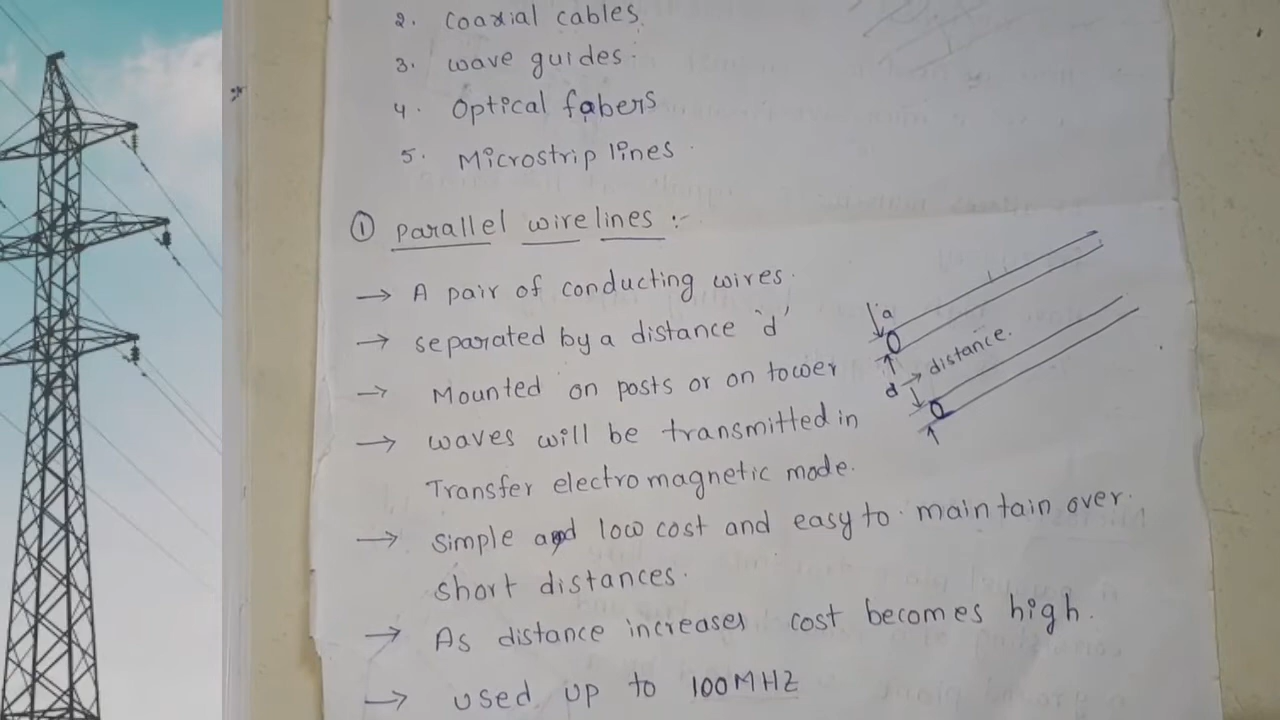 2. Coaxial cables.
3. wave guides.
4. Optical fabers
5. Microstrip lines.
① parallel wire lines :-
→ A pair of conducting wires.
→ separated by a distance 'd'
→ Mounted on posts or on tower
→ waves will be transmitted in
Transfer electromagnetic mode.
→ simple and low cost and easy to maintain over.
short distances.
→ As distance increases cost becomes high.
→ used up to 100MHZ
a
d → distance.